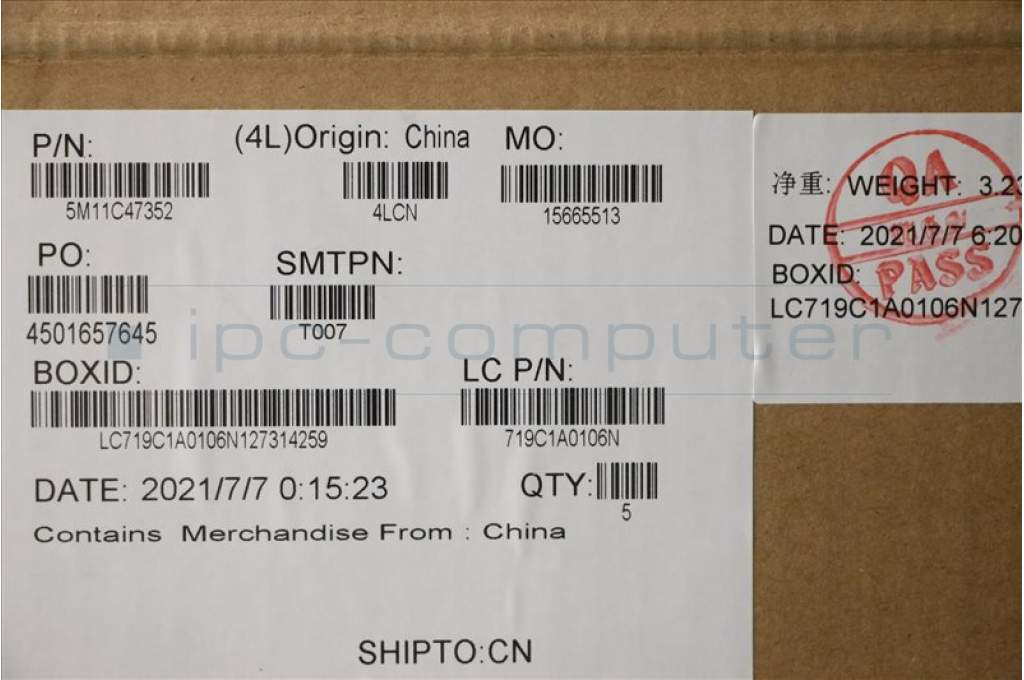 P/N:
5M11C47352
(4L)Origin: China
4LCN
MO:
15665513
PO:
4501657645
SMTPN:
T007
BOXID:
LC719C1A0106N127314259
LC P/N:
719C1A0106N
DATE: 2021/7/7 0:15:23
QTY:
5
Contains Merchandise From : China
SHIPTO:CN
净重: WEIGHT: 3.23
DATE: 2021/7/7 6:20
BOXID:
LC719C1A0106N127
QA
PASS
ipc-computer